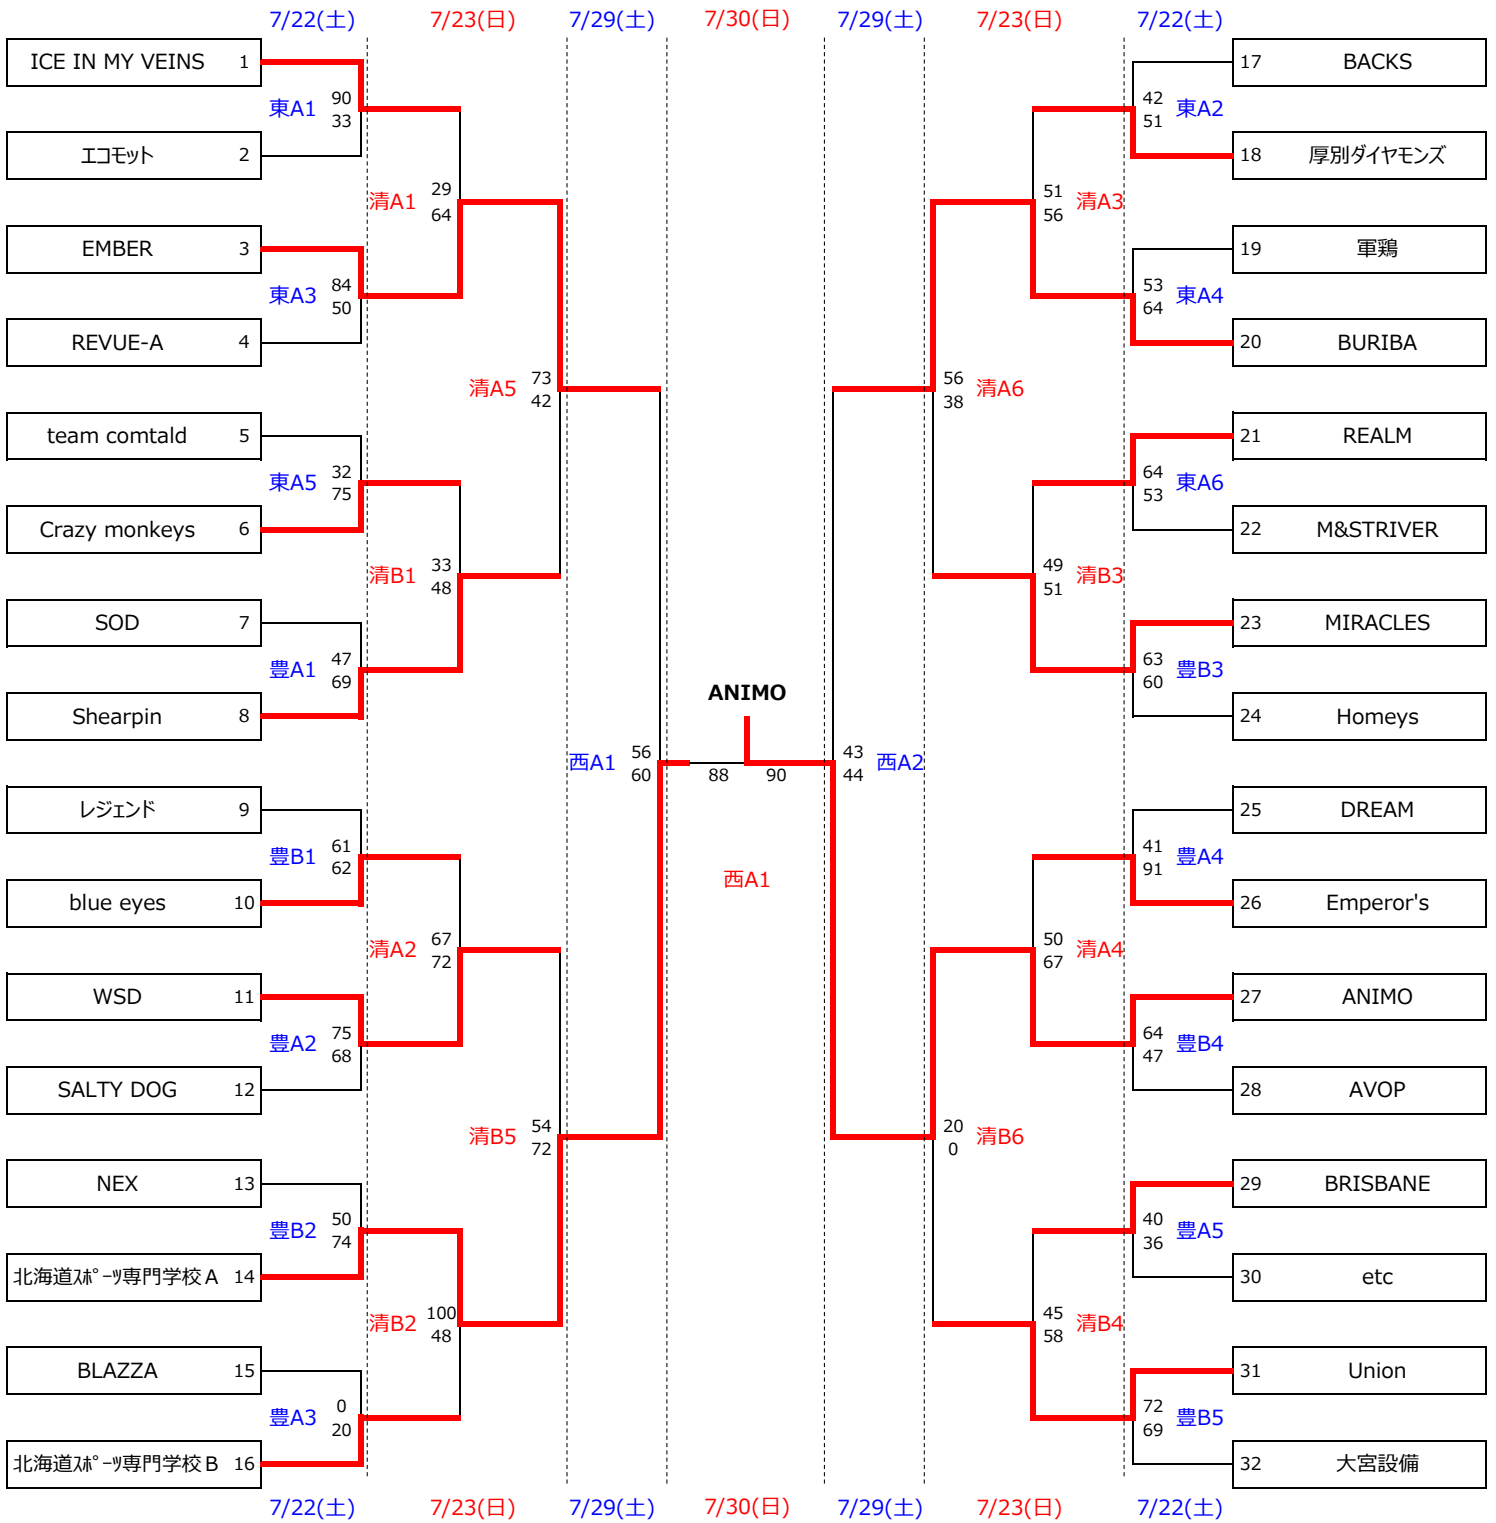 7/22(土) 7/23(日) 7/29(土) 7/30(日) 7/29(土) 7/23(日) 7/22(土)
ICE IN MY VEINS 1
17 BACKS
東A1 90 33
42 51 東A2
エコモット 2
18 厚別ダイヤモンズ
清A1 29 64
51 56 清A3
EMBER 3
19 軍鶏
東A3 84 50
53 64 東A4
REVUE-A 4
20 BURIBA
清A5 73 42
56 38 清A6
team comtald 5
21 REALM
東A5 32 75
64 53 東A6
Crazy monkeys 6
22 M&STRIVER
清B1 33 48
49 51 清B3
SOD 7
23 MIRACLES
豊A1 47 69
63 60 豊B3
ANIMO
Shearpin 8
24 Homeys
西A1 56 60
88 90
43 44 西A2
レジェンド 9
25 DREAM
豊B1 61 62
41 91 豊A4
西A1
blue eyes 10
26 Emperor's
清A2 67 72
50 67 清A4
WSD 11
27 ANIMO
豊A2 75 68
64 47 豊B4
SALTY DOG 12
28 AVOP
清B5 54 72
20 0 清B6
NEX 13
29 BRISBANE
豊B2 50 74
40 36 豊A5
北海道ｽﾎﾟｰﾂ専門学校A 14
30 etc
清B2 100 48
45 58 清B4
BLAZZA 15
31 Union
豊A3 0 20
72 69 豊B5
北海道ｽﾎﾟｰﾂ専門学校B 16
32 大宮設備
7/22(土) 7/23(日) 7/29(土) 7/30(日) 7/29(土) 7/23(日) 7/22(土)